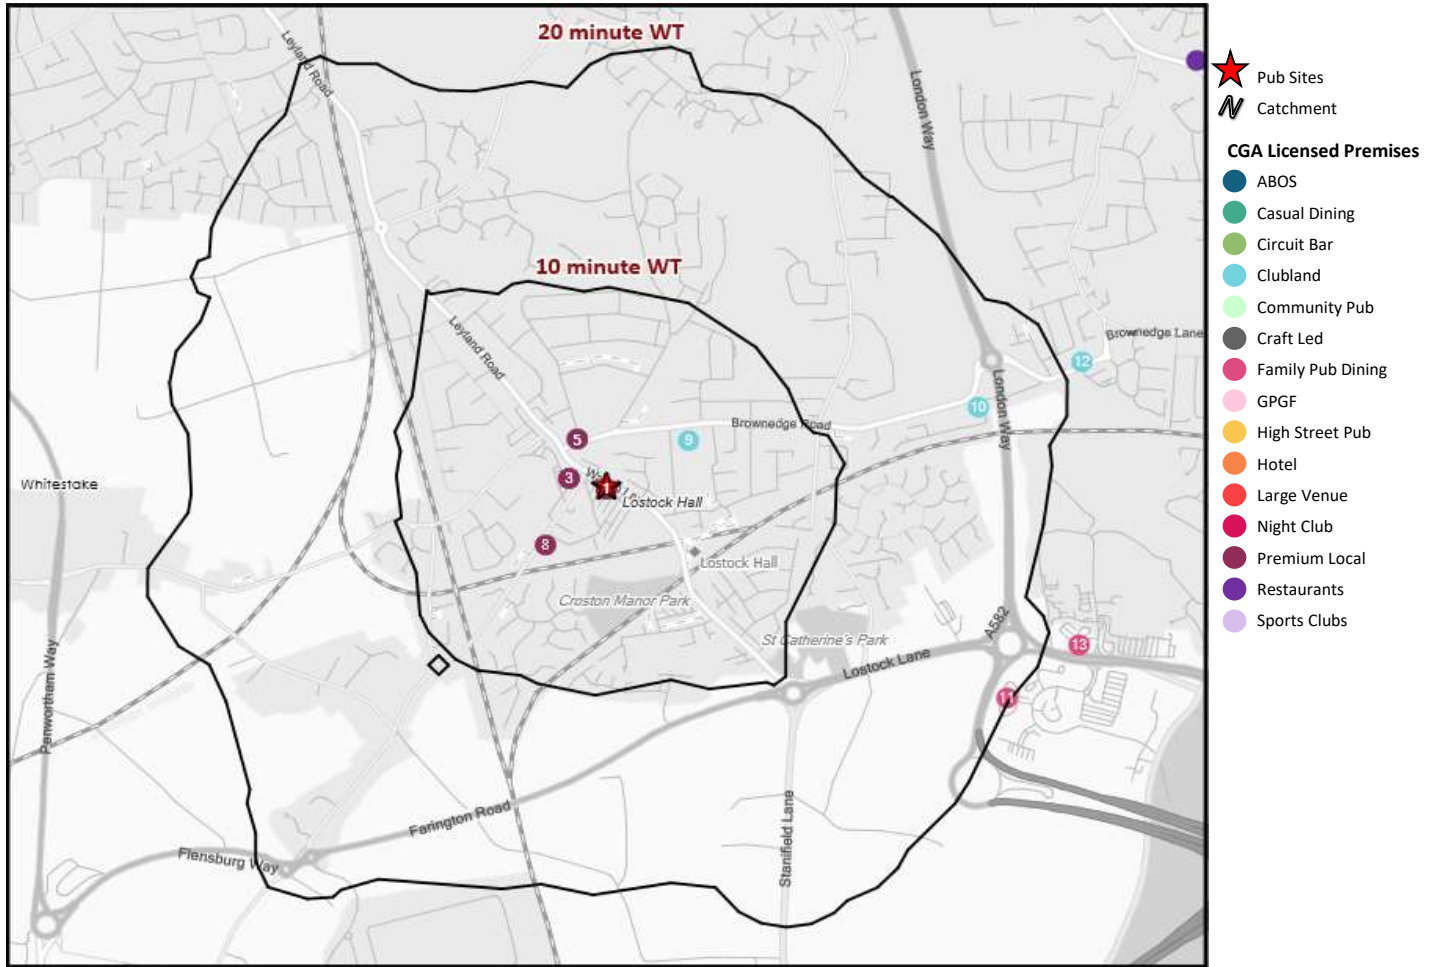 20 minute WT
Leyland Road
London Way
10 minute WT
Leyland Road
Brownedge Lane
12
London Way
10
Brownedge Road
5
9
3
1
Lostock Hall
Whitestake
8
Lostock Hall
Croston Manor Park
St Catherine's Park
A582
13
Lostock Lane
11
Penwortham Way
Farington Road
Stanifield Lane
Flensburg Way
Pub Sites
Catchment
CGA Licensed Premises
ABOS
Casual Dining
Circuit Bar
Clubland
Community Pub
Craft Led
Family Pub Dining
GPGF
High Street Pub
Hotel
Large Venue
Night Club
Premium Local
Restaurants
Sports Clubs